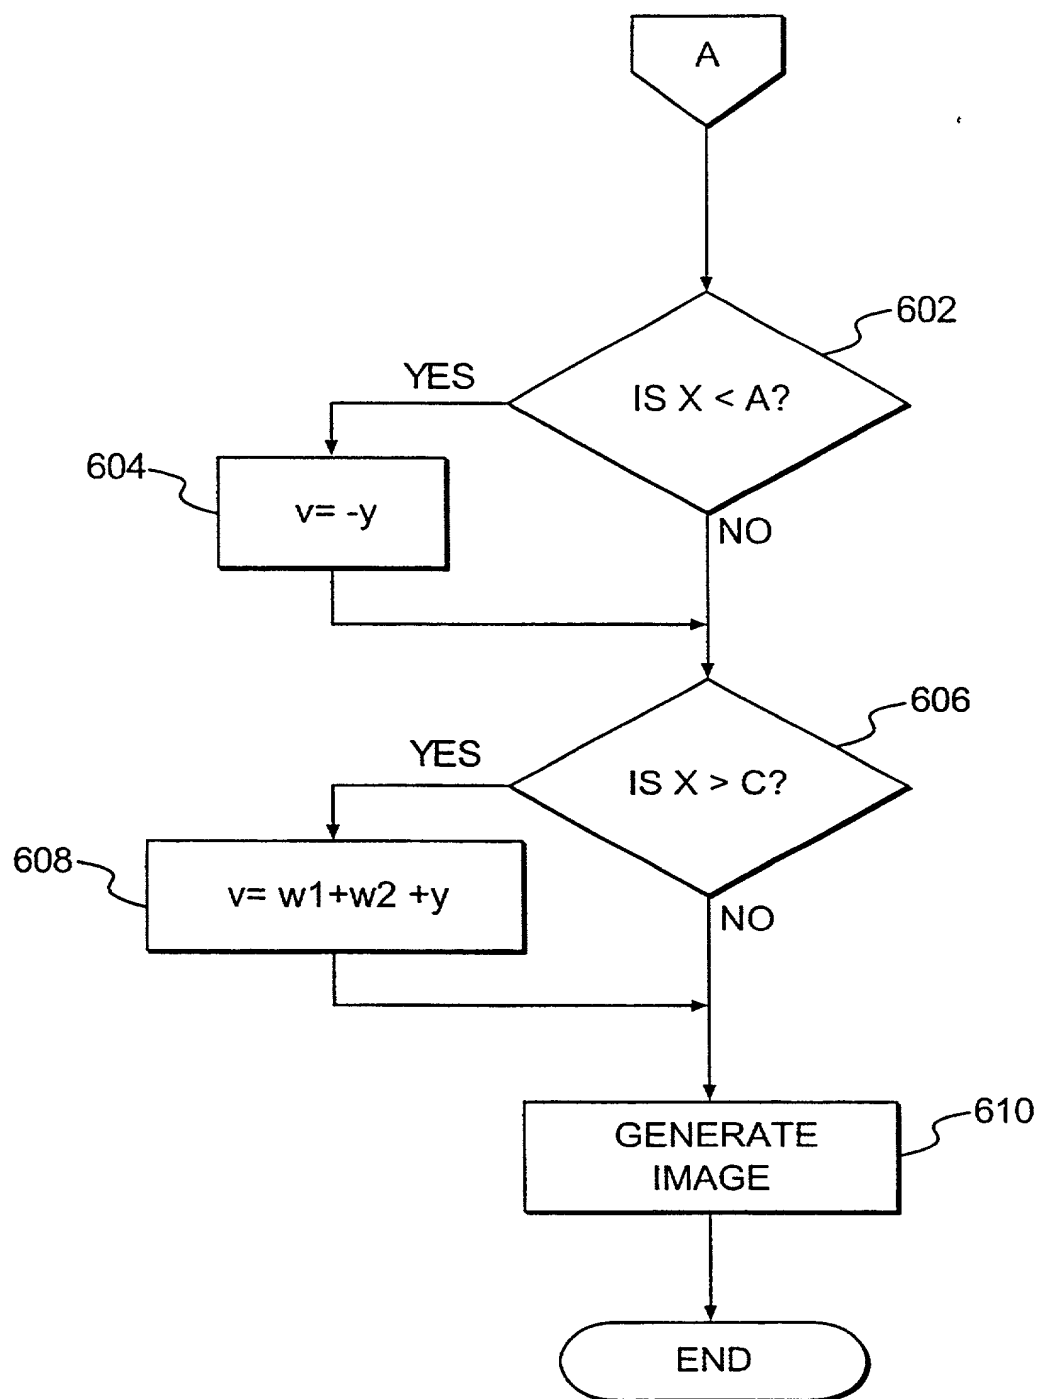 A
602
IS X < A?
YES
604
v= -y
NO
606
IS X > C?
YES
608
v= w1+w2 +y
NO
610
GENERATE
IMAGE
END